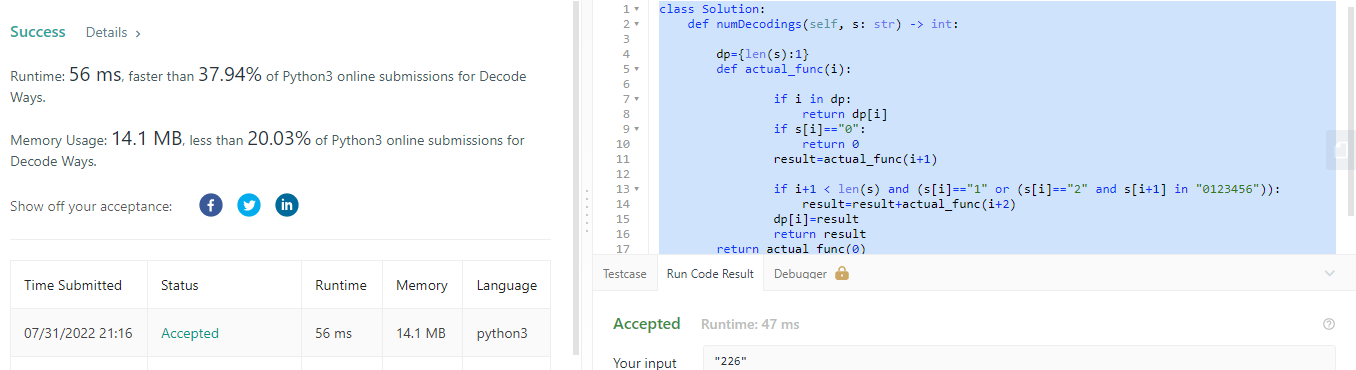 Success Details >
Runtime: 56 ms, faster than 37.94% of Python3 online submissions for Decode
Ways.
Memory Usage: 14.1 MB, less than 20.03% of Python3 online submissions for
Decode Ways.
Show off your acceptance:
Time Submitted Status Runtime Memory Language
07/31/2022 21:16 Accepted 56 ms 14.1 MB python3
1 class Solution:
2 def numDecodings(self, s: str) -> int:
3
4 dp={len(s):1}
5 def actual_func(i):
6
7 if i in dp:
8 return dp[i]
9 if s[i]=="0":
10 return 0
11 result=actual_func(i+1)
12
13 if i+1 < len(s) and (s[i]=="1" or (s[i]=="2" and s[i+1] in "0123456")):
14 result=result+actual_func(i+2)
15 dp[i]=result
16 return result
17 return actual_func(0)
Testcase Run Code Result Debugger
Accepted Runtime: 47 ms
Your input "226"